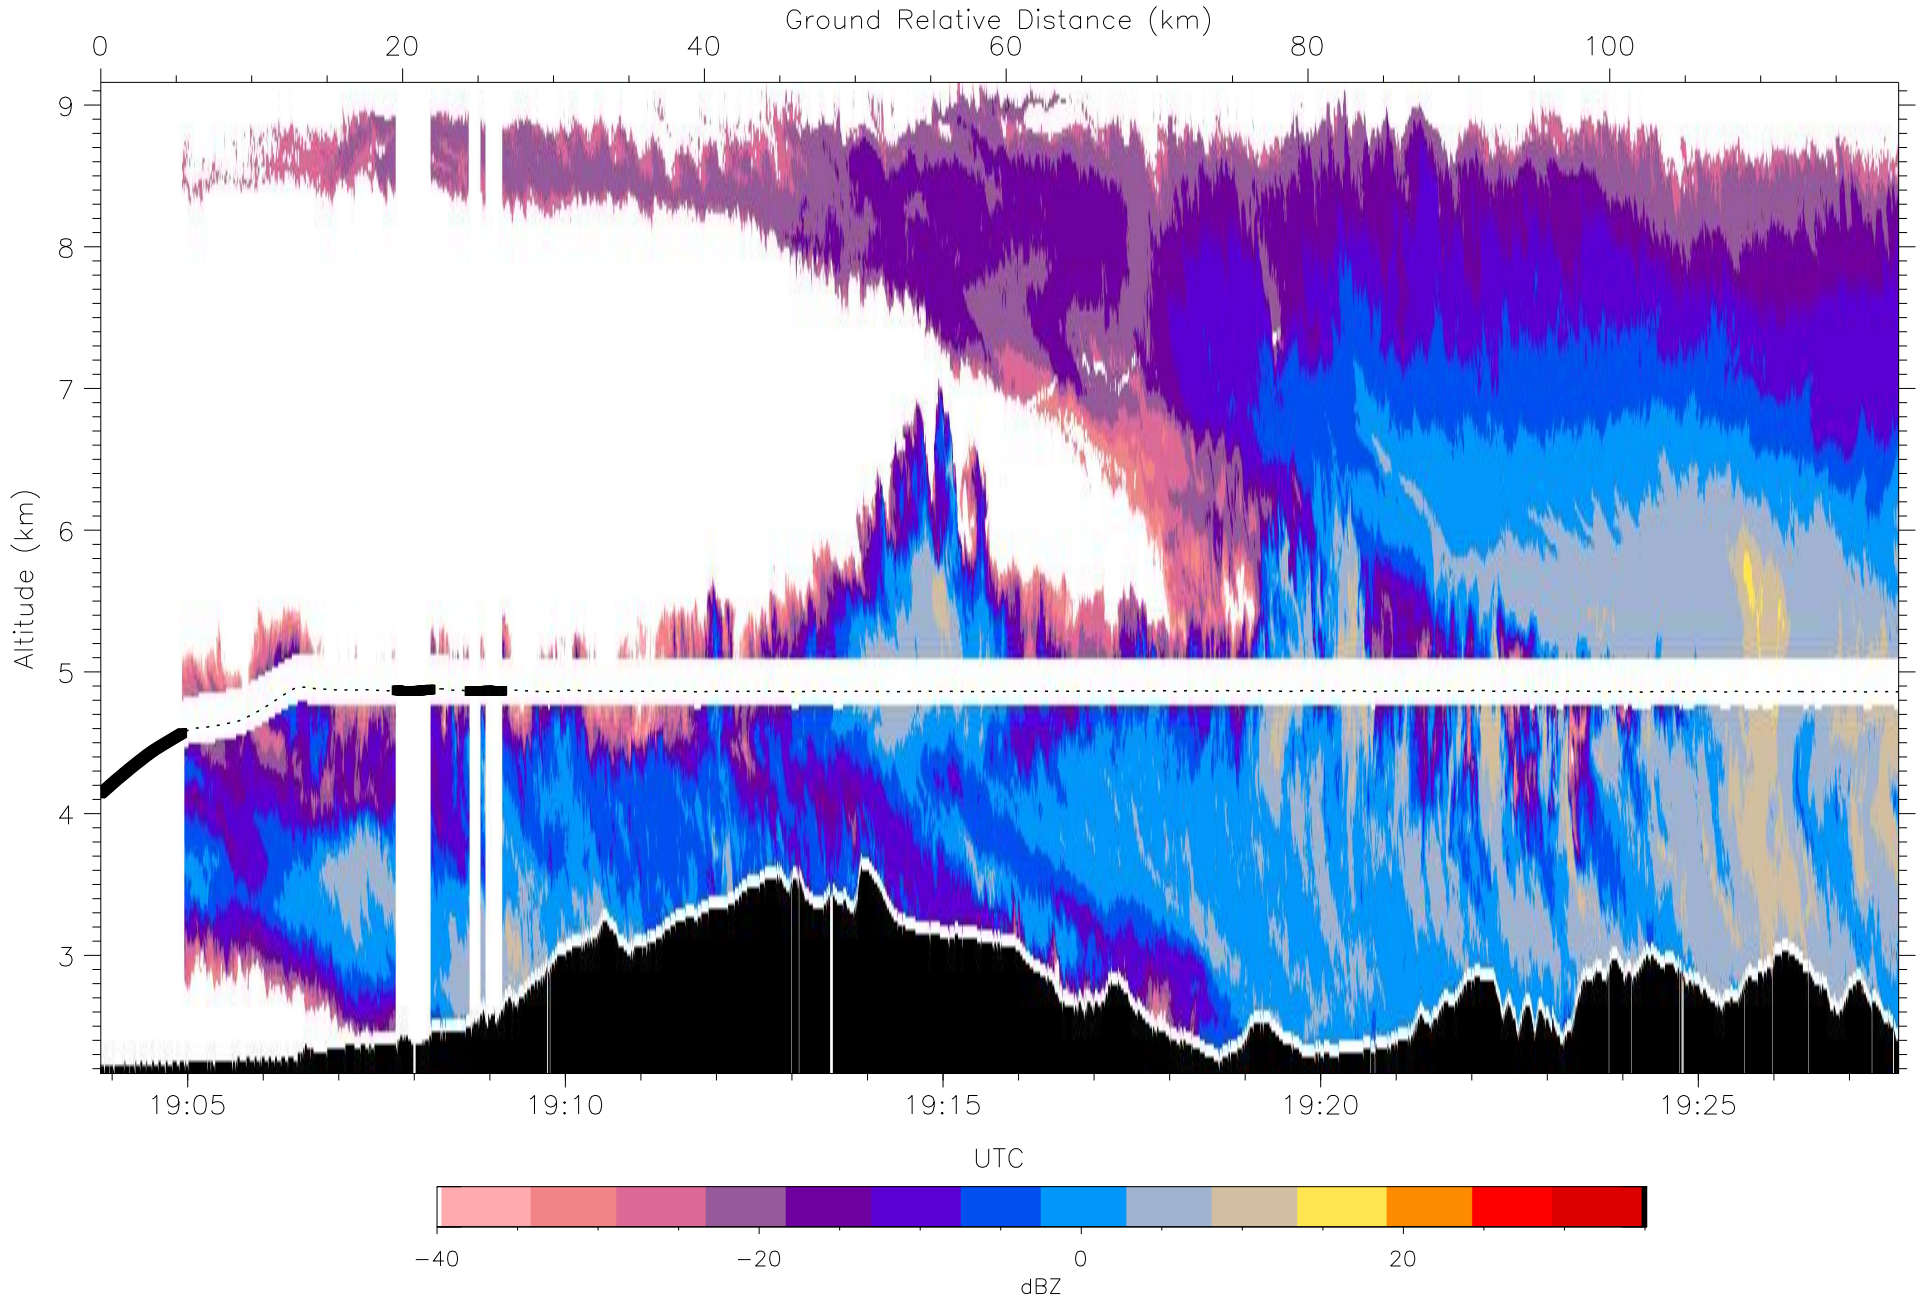 Ground Relative Distance (km)
0 20 40 60 80 100
9
8
7
6
5
4
3
Altitude (km)
19:05 19:10 19:15 19:20 19:25
UTC
−40 −20 0 20
dBZ